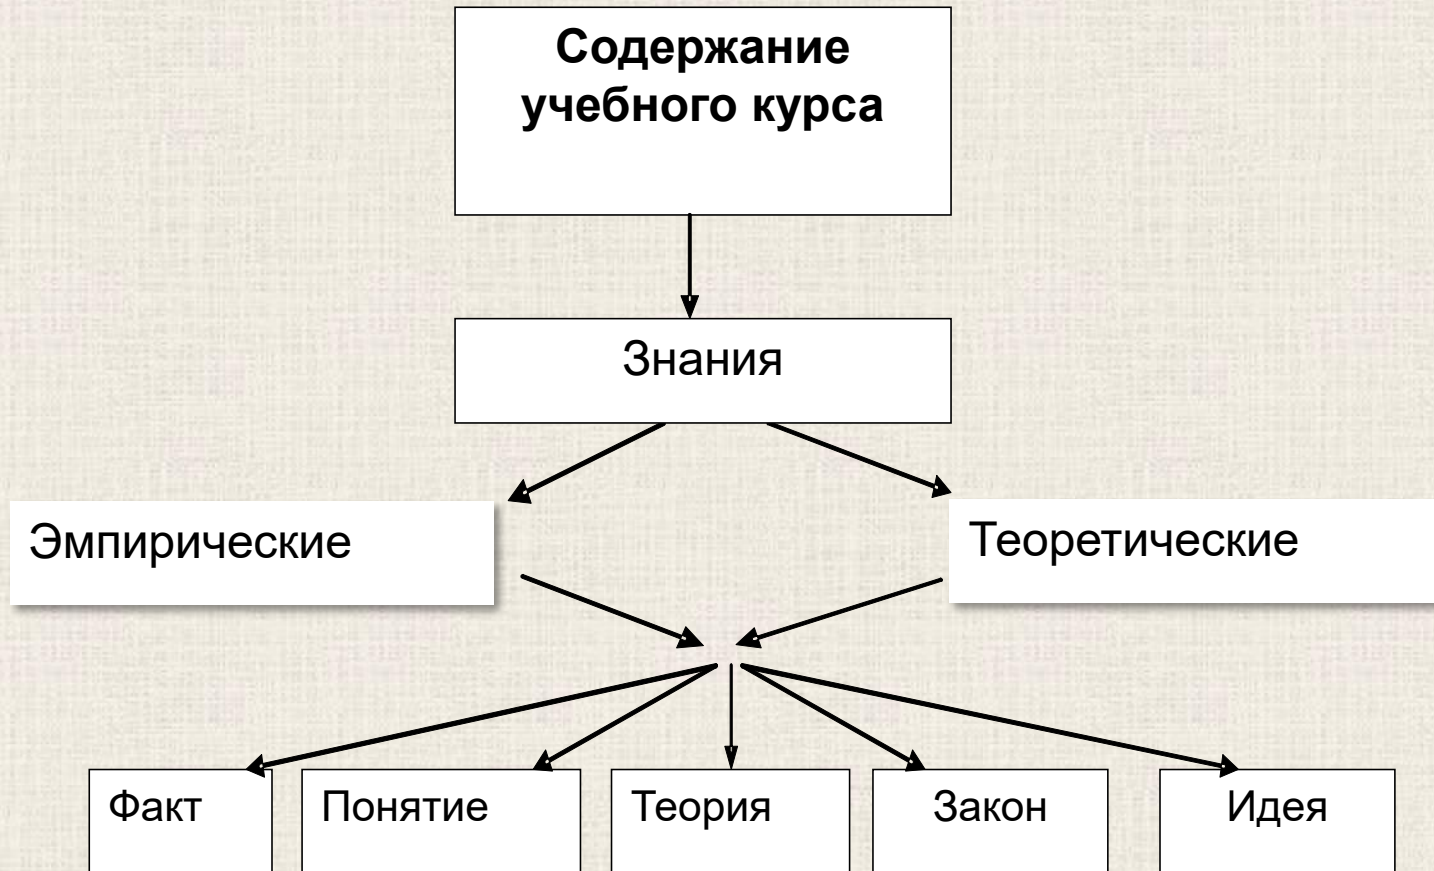 Содержание
учебного курса
Знания
Эмпирические
Теоретические
Факт
Понятие
Теория
Закон
Идея